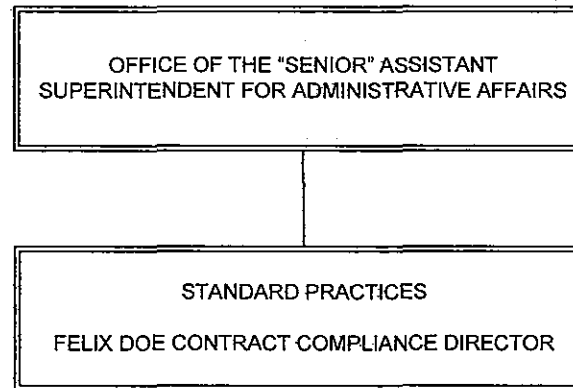 OFFICE OF THE "SENIOR" ASSISTANT
SUPERINTENDENT FOR ADMINISTRATIVE AFFAIRS
STANDARD PRACTICES
FELIX DOE CONTRACT COMPLIANCE DIRECTOR